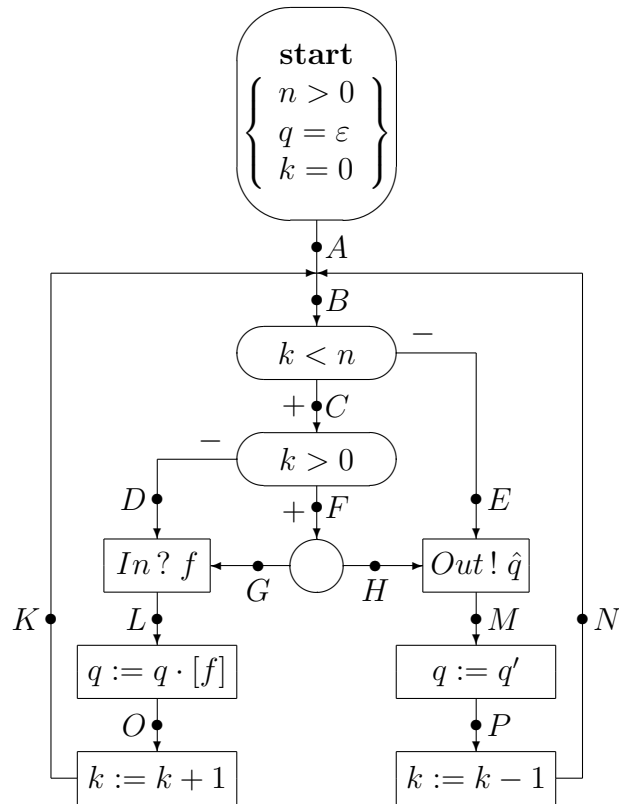 start
{ n > 0 }
{ q = ε }
{ k = 0 }
A
B
k < n
−
+ C
k > 0
−
+ F
D
E
In ? f
G
H
Out ! q̂
K
L
M
N
q := q · [f]
q := q′
O
P
k := k + 1
k := k − 1